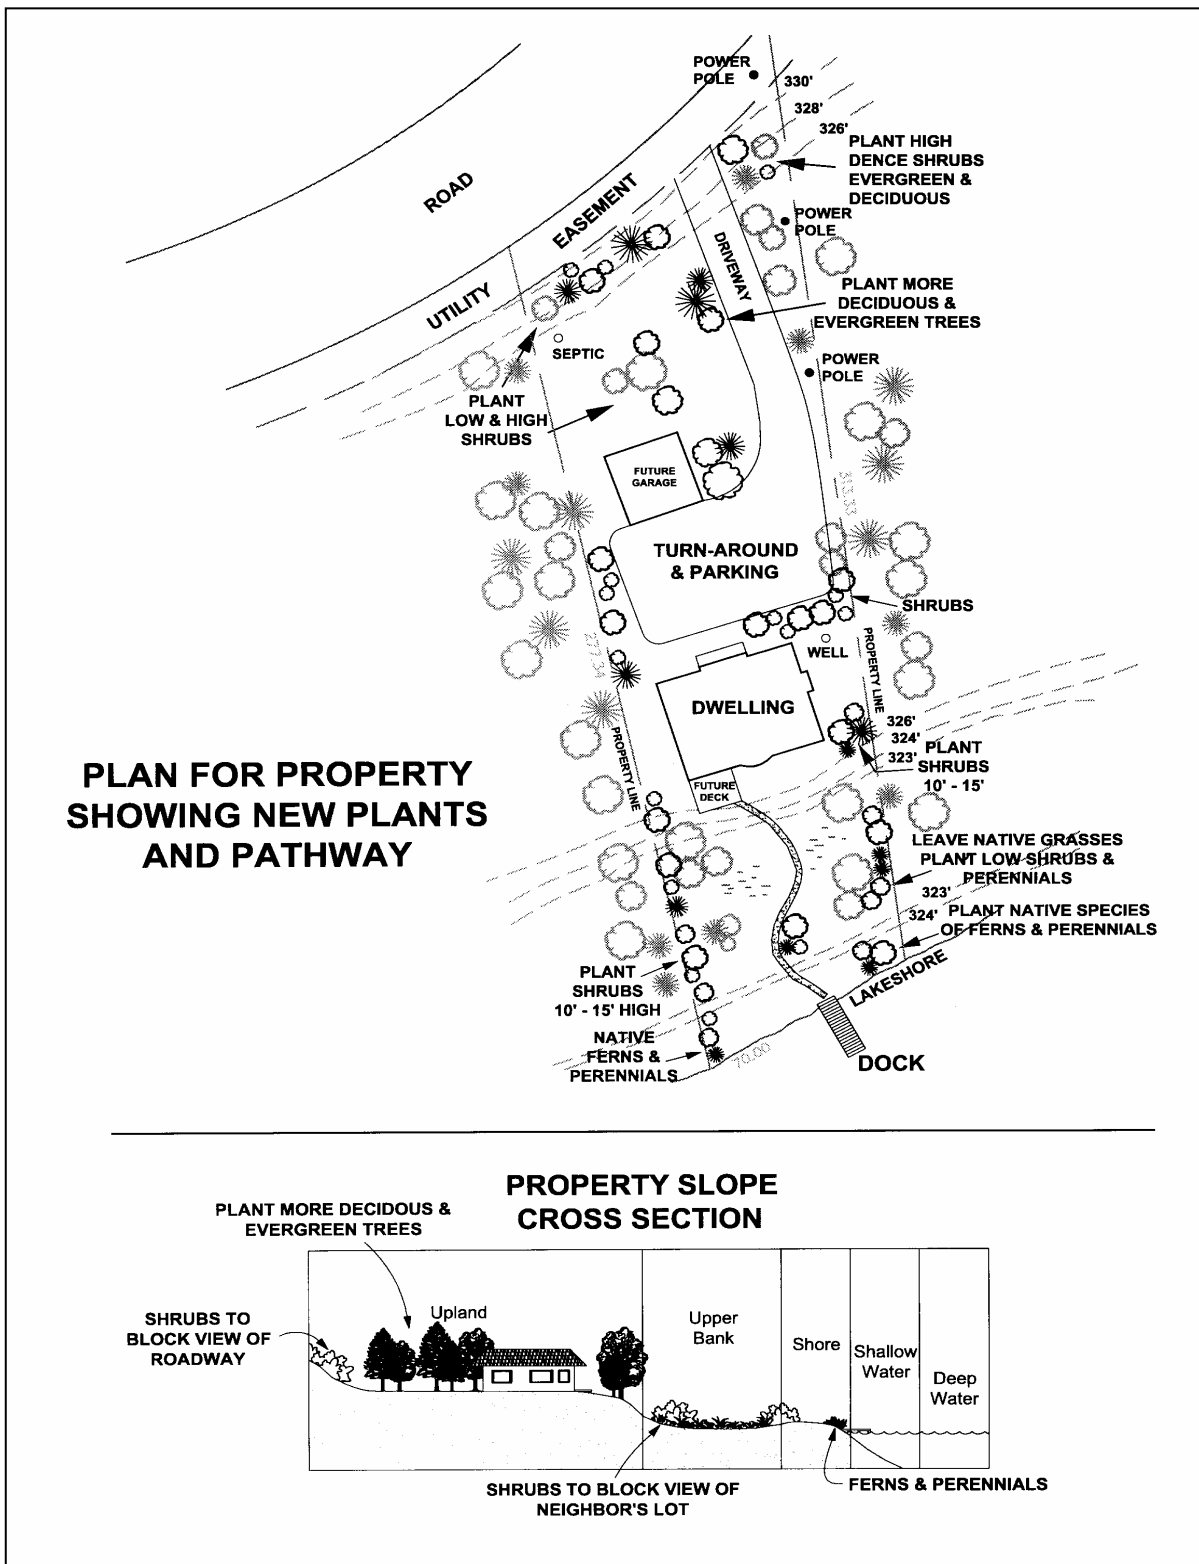 POWER
POLE
330'
328'
326'
PLANT HIGH
DENCE SHRUBS
EVERGREEN &
DECIDUOUS
ROAD
EASEMENT
UTILITY
POWER
POLE
DRIVEWAY
PLANT MORE
DECIDUOUS &
EVERGREEN TREES
SEPTIC
POWER
POLE
PLANT
LOW & HIGH
SHRUBS
FUTURE
GARAGE
313.33
TURN-AROUND
& PARKING
SHRUBS
WELL
PROPERTY LINE
277.34
DWELLING
326'
324'
323'
PLANT
SHRUBS
10' - 15'
PROPERTY LINE
FUTURE
DECK
PLAN FOR PROPERTY
SHOWING NEW PLANTS
AND PATHWAY
LEAVE NATIVE GRASSES
PLANT LOW SHRUBS &
PERENNIALS
323'
324'
PLANT NATIVE SPECIES
OF FERNS & PERENNIALS
PLANT
SHRUBS
10' - 15' HIGH
LAKESHORE
NATIVE
FERNS &
PERENNIALS
70.00
DOCK
PROPERTY SLOPE
CROSS SECTION
PLANT MORE DECIDOUS &
EVERGREEN TREES
SHRUBS TO
BLOCK VIEW OF
ROADWAY
Upland
Upper
Bank
Shore
Shallow
Water
Deep
Water
SHRUBS TO BLOCK VIEW OF
NEIGHBOR'S LOT
FERNS & PERENNIALS